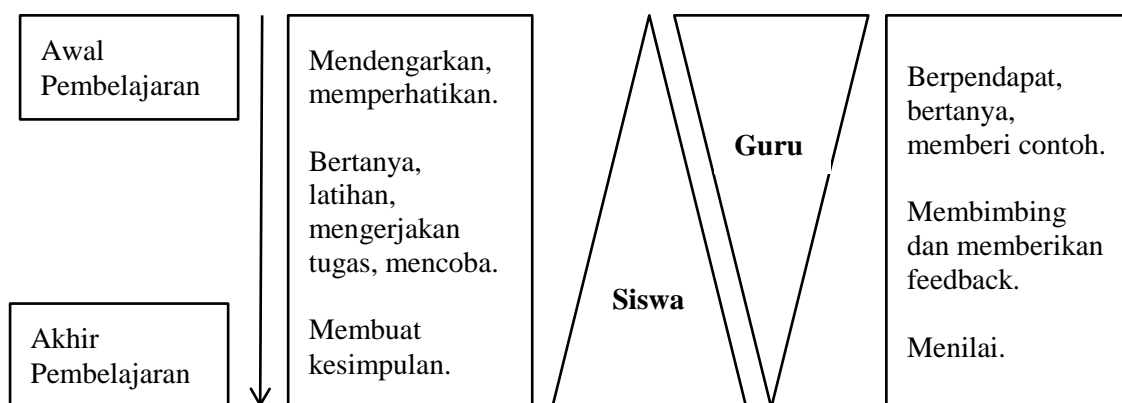 Awal
Pembelajaran
Akhir
Pembelajaran
Mendengarkan,
memperhatikan.
Bertanya,
latihan,
mengerjakan
tugas, mencoba.
Membuat
kesimpulan.
Siswa
Guru
Berpendapat,
bertanya,
memberi contoh.
Membimbing
dan memberikan
feedback.
Menilai.